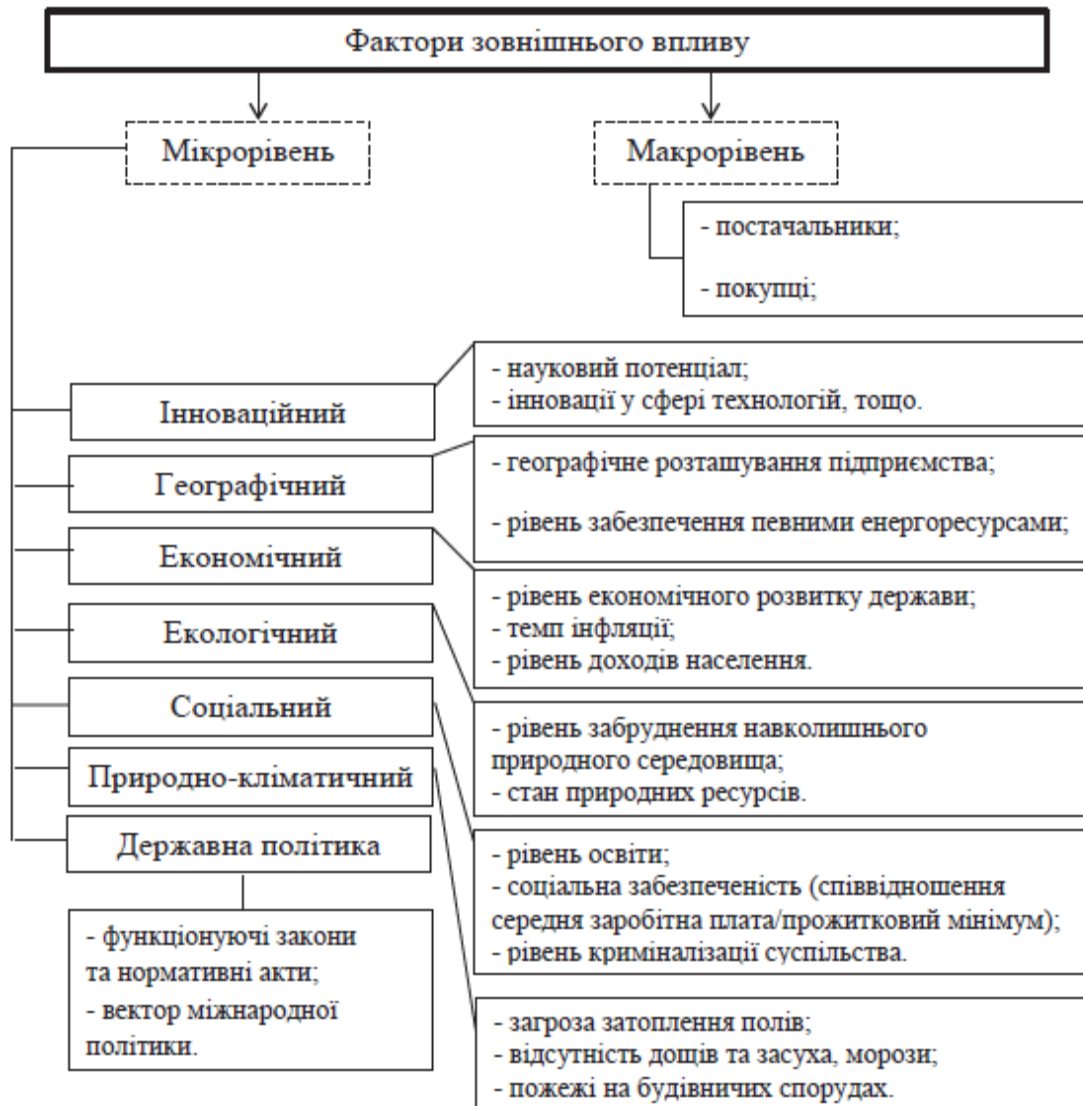 Фактори зовнішнього впливу
Мікрорівень
Макрорівень
- постачальники;
- покупці;
Інноваційний
- науковий потенціал;
- інновації у сфері технологій, тощо.
Географічний
- географічне розташування підприємства;
- рівень забезпечення певними енергоресурсами;
Економічний
- рівень економічного розвитку держави;
- темп інфляції;
- рівень доходів населення.
Екологічний
- рівень забруднення навколишнього
природного середовища;
- стан природних ресурсів.
Соціальний
- рівень освіти;
- соціальна забезпеченість (співвідношення
середня заробітна плата/прожитковий мінімум);
- рівень криміналізації суспільства.
Природно-кліматичний
- загроза затоплення полів;
- відсутність дощів та засуха, морози;
- пожежі на будівничих спорудах.
Державна політика
- функціонуючі закони
та нормативні акти;
- вектор міжнародної
політики.